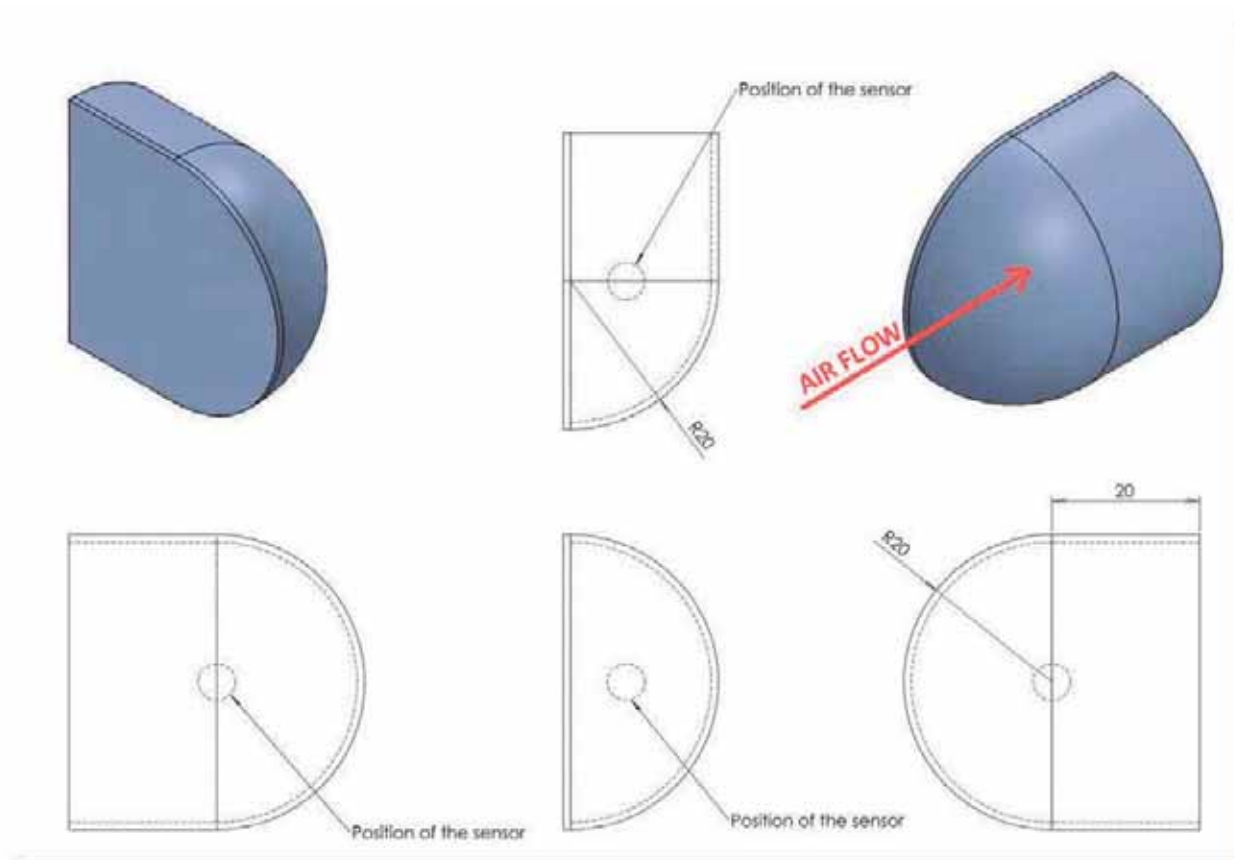 Position of the sensor
AIR FLOW
R20
20
R20
Position of the sensor
Position of the sensor